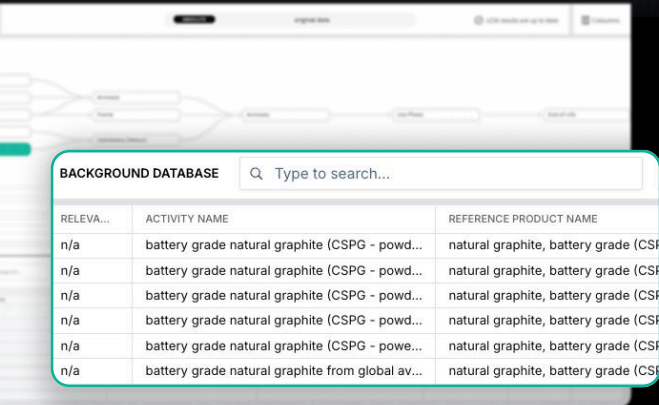 original data
LCIA results are up to date
Columns
Use Phase
End-of-Life
BACKGROUND DATABASE Type to search...
RELEVA... ACTIVITY NAME REFERENCE PRODUCT NAME
n/a battery grade natural graphite (CSPG - powd... natural graphite, battery grade (CSP
n/a battery grade natural graphite (CSPG - powd... natural graphite, battery grade (CSP
n/a battery grade natural graphite (CSPG - powd... natural graphite, battery grade (CSP
n/a battery grade natural graphite (CSPG - powd... natural graphite, battery grade (CSP
n/a battery grade natural graphite (CSPG - powe... natural graphite, battery grade (CSP
n/a battery grade natural graphite from global av... natural graphite, battery grade (CSP